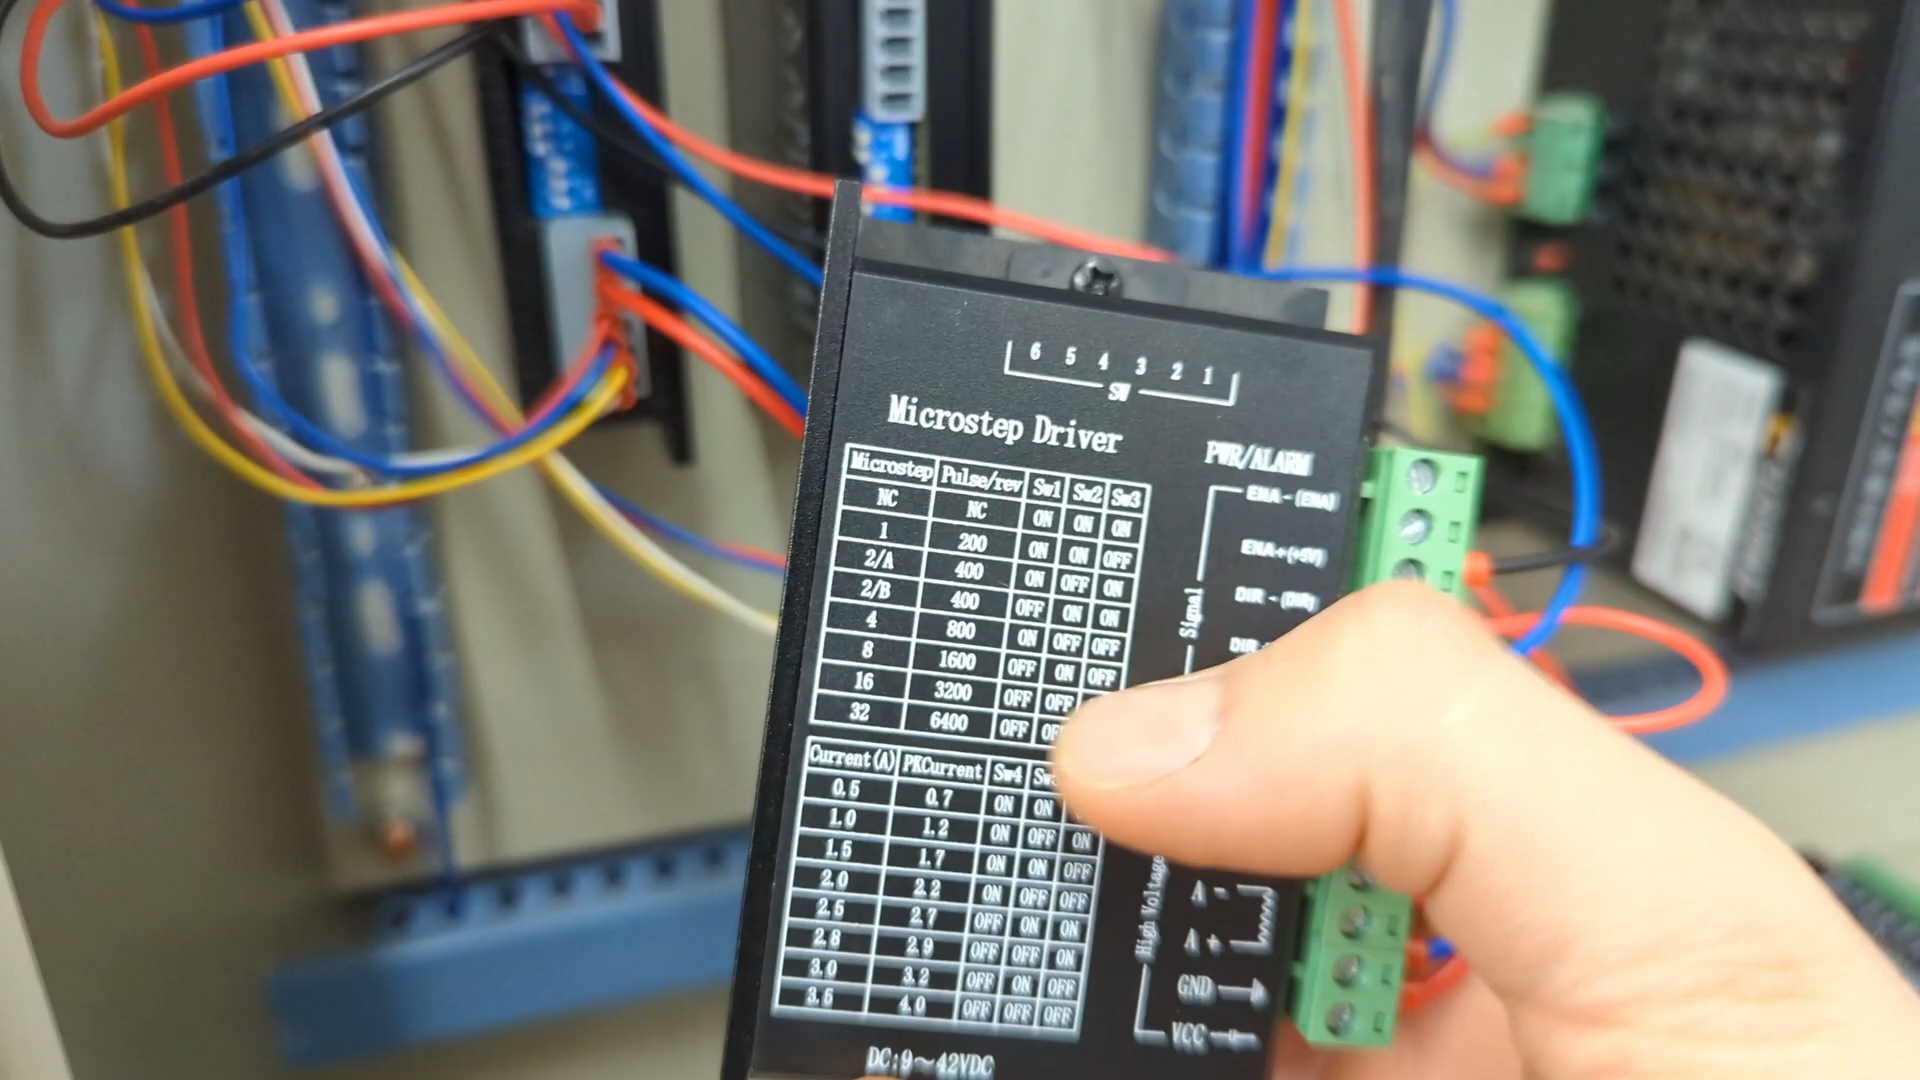 6 5 4 3 2 1
SW
Microstep Driver
PWR/ALARM
Microstep Pulse/rev Sw1 Sw2 Sw3
NC NC ON ON ON
1 200 ON ON OFF
2/A 400 ON OFF ON
2/B 400 OFF ON ON
4 800 ON OFF OFF
8 1600 OFF ON OFF
16 3200 OFF OFF
32 6400 OFF
Current(A) PKCurrent Sw4
0.5 0.7 ON ON
1.0 1.2 ON OFF ON
1.5 1.7 ON ON OFF
2.0 2.2 ON OFF OFF
2.5 2.7 OFF ON ON
2.8 2.9 OFF OFF ON
3.0 3.2 OFF ON OFF
3.5 4.0 OFF OFF OFF
DC:9~42VDC
ENA-(ENA)
ENA+(+5V)
DIR-(DIR)
DIR
Signal
High Voltage
A -
A +
GND
VCC